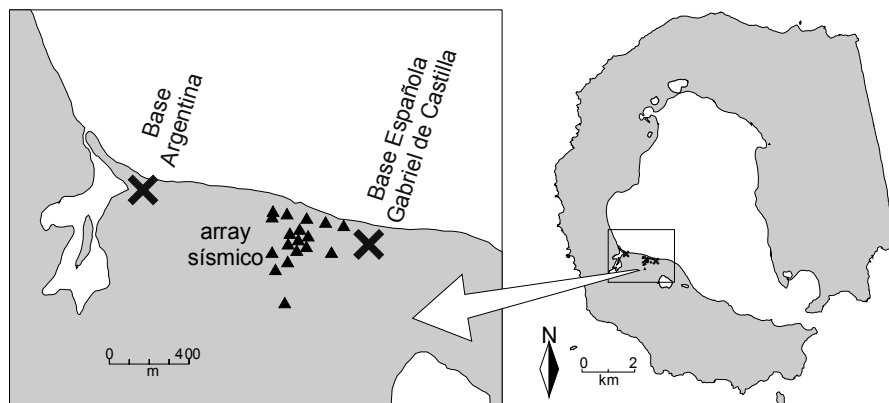 Base
Argentina
Base Española
Gabriel de Castilla
array
sísmico
0 400
m
N
0 2
km